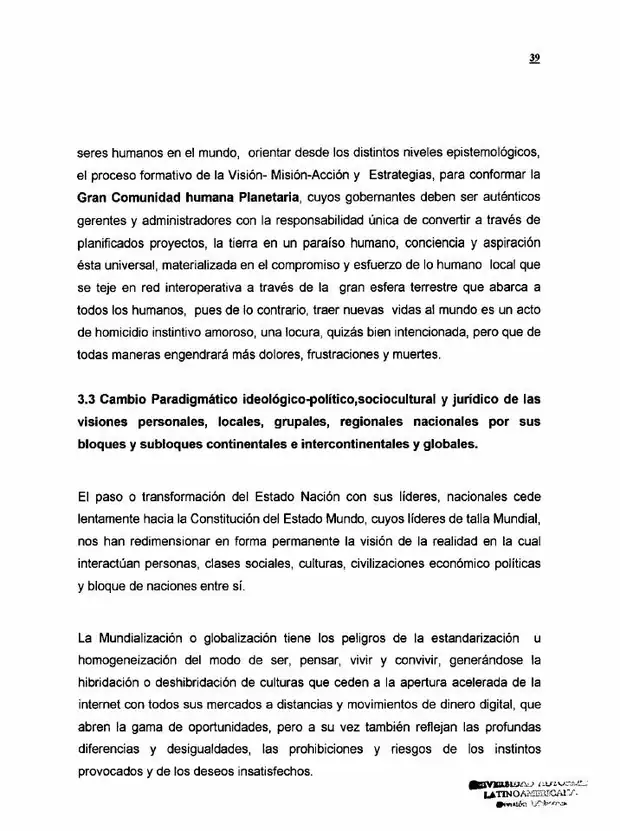 39
seres humanos en el mundo, orientar desde los distintos niveles epistemológicos,
el proceso formativo de la Visión- Misión-Acción y Estrategias, para conformar la
Gran Comunidad humana Planetaria, cuyos gobernantes deben ser auténticos
gerentes y administradores con la responsabilidad única de convertir a través de
planificados proyectos, la tierra en un paraíso humano, conciencia y aspiración
ésta universal, materializada en el compromiso y esfuerzo de lo humano local que
se teje en red interoperativa a través de la gran esfera terrestre que abarca a
todos los humanos, pues de lo contrario, traer nuevas vidas al mundo es un acto
de homicidio instintivo amoroso, una locura, quizás bien intencionada, pero que de
todas maneras engendrará más dolores, frustraciones y muertes.
3.3 Cambio Paradigmático ideológico-político,sociocultural y jurídico de las
visiones personales, locales, grupales, regionales nacionales por sus
bloques y subloques continentales e intercontinentales y globales.
El paso o transformación del Estado Nación con sus líderes, nacionales cede
lentamente hacia la Constitución del Estado Mundo, cuyos líderes de talla Mundial,
nos han redimensionar en forma permanente la visión de la realidad en la cual
interactúan personas, clases sociales, culturas, civilizaciones económico políticas
y bloque de naciones entre sí.
La Mundialización o globalización tiene los peligros de la estandarización u
homogeneización del modo de ser, pensar, vivir y convivir, generándose la
hibridación o deshibridación de culturas que ceden a la apertura acelerada de la
internet con todos sus mercados a distancias y movimientos de dinero digital, que
abren la gama de oportunidades, pero a su vez también reflejan las profundas
diferencias y desigualdades, las prohibiciones y riesgos de los instintos
provocados y de los deseos insatisfechos.